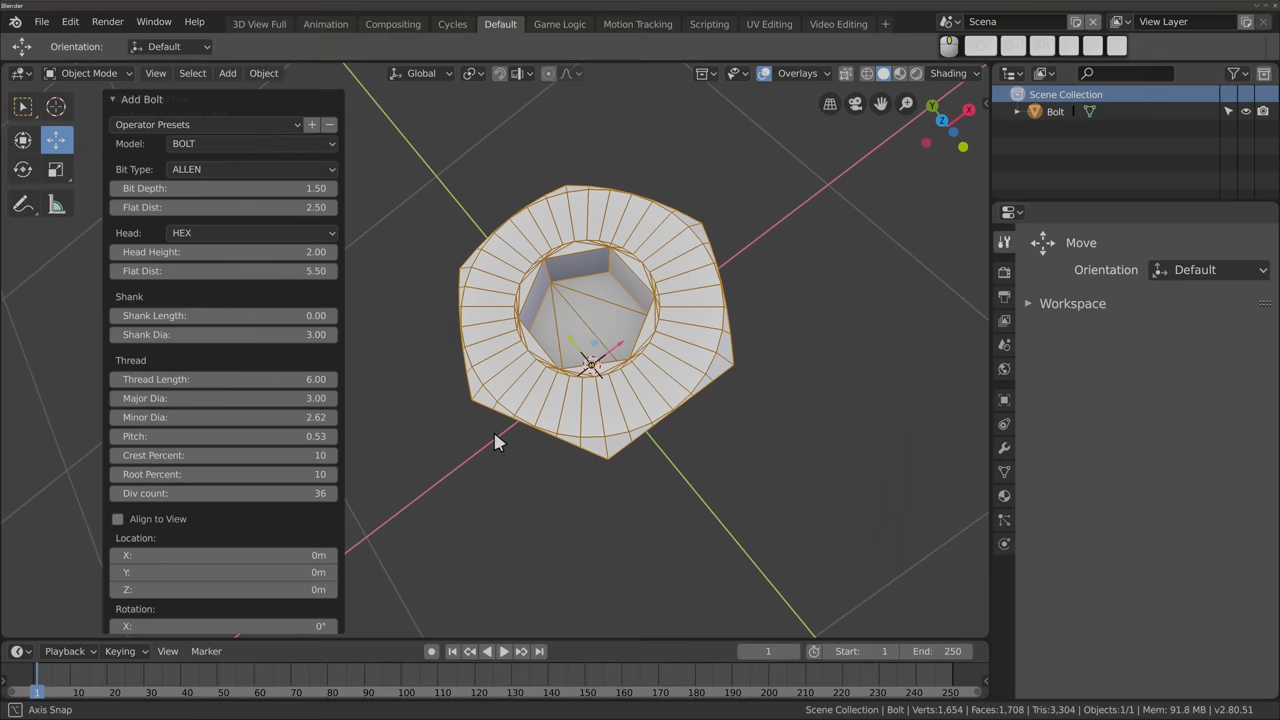 Blender
File Edit Render Window Help
3D View Full Animation Compositing Cycles Default Game Logic Motion Tracking Scripting UV Editing Video Editing +
Scena
View Layer
Orientation: Default
Object Mode View Select Add Object
Global
Overlays
Shading
Add Bolt
Operator Presets
Model: BOLT
Bit Type: ALLEN
Bit Depth: 1.50
Flat Dist: 2.50
Head: HEX
Head Height: 2.00
Flat Dist: 5.50
Shank
Shank Length: 0.00
Shank Dia: 3.00
Thread
Thread Length: 6.00
Major Dia: 3.00
Minor Dia: 2.62
Pitch: 0.53
Crest Percent: 10
Root Percent: 10
Div count: 36
Align to View
Location:
X: 0m
Y: 0m
Z: 0m
Rotation:
X: 0°
Y
X
Z
Scene Collection
Bolt
Move
Orientation Default
Workspace
Playback Keying View Marker
1
Start: 1
End: 250
1 10 20 30 40 50 60 70 80 90 100 110 120 130 140 150 160 170 180 190 200 210 220 230 240 250
Axis Snap
Scene Collection | Bolt | Verts:1,654 | Faces:1,708 | Tris:3,304 | Objects:1/1 | Mem: 91.8 MB | v2.80.51